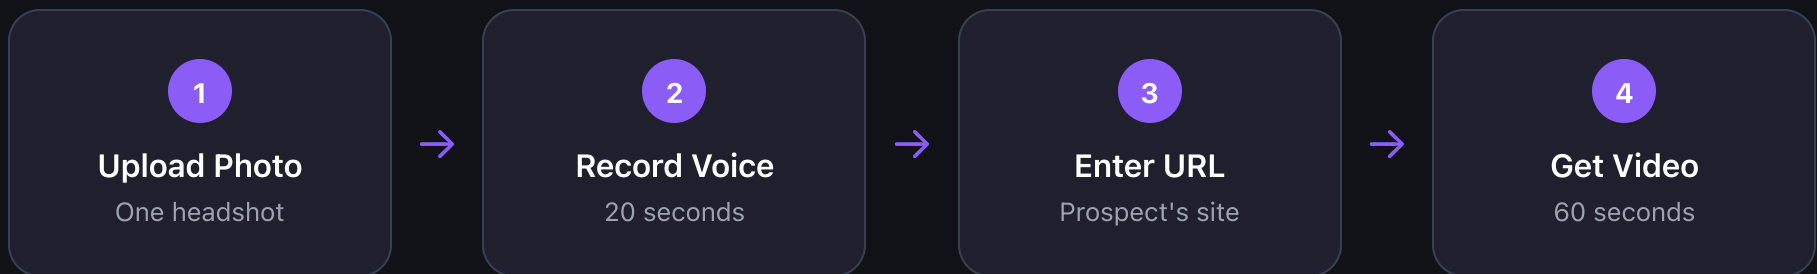 1
Upload Photo
One headshot
2
Record Voice
20 seconds
3
Enter URL
Prospect's site
4
Get Video
60 seconds